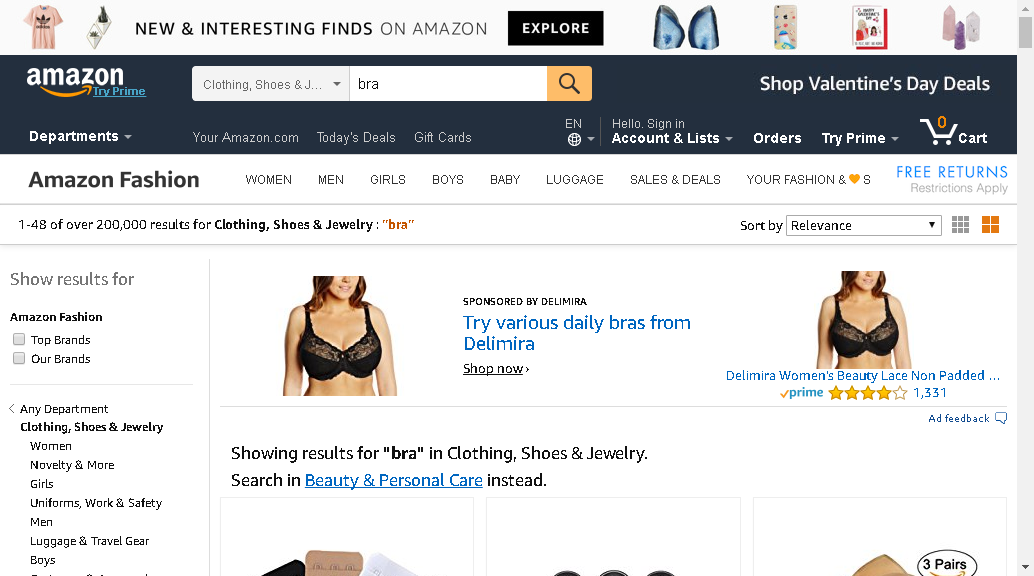 NEW & INTERESTING FINDS ON AMAZON
EXPLORE
amazon
Try Prime
Clothing, Shoes & J...
bra
Shop Valentine's Day Deals
Departments
Your Amazon.com
Today's Deals
Gift Cards
EN
Hello. Sign in
Account & Lists
Orders
Try Prime
0
Cart
Amazon Fashion
WOMEN
MEN
GIRLS
BOYS
BABY
LUGGAGE
SALES & DEALS
YOUR FASHION & 🧡 S
FREE RETURNS
Restrictions Apply
1-48 of over 200,000 results for Clothing, Shoes & Jewelry : "bra"
Sort by Relevance
Show results for
Amazon Fashion
Top Brands
Our Brands
Any Department
Clothing, Shoes & Jewelry
Women
Novelty & More
Girls
Uniforms, Work & Safety
Men
Luggage & Travel Gear
Boys
SPONSORED BY DELIMIRA
Try various daily bras from
Delimira
Shop now ›
Delimira Women's Beauty Lace Non Padded ...
prime
1,331
Ad feedback
Showing results for "bra" in Clothing, Shoes & Jewelry.
Search in Beauty & Personal Care instead.
3 Pairs